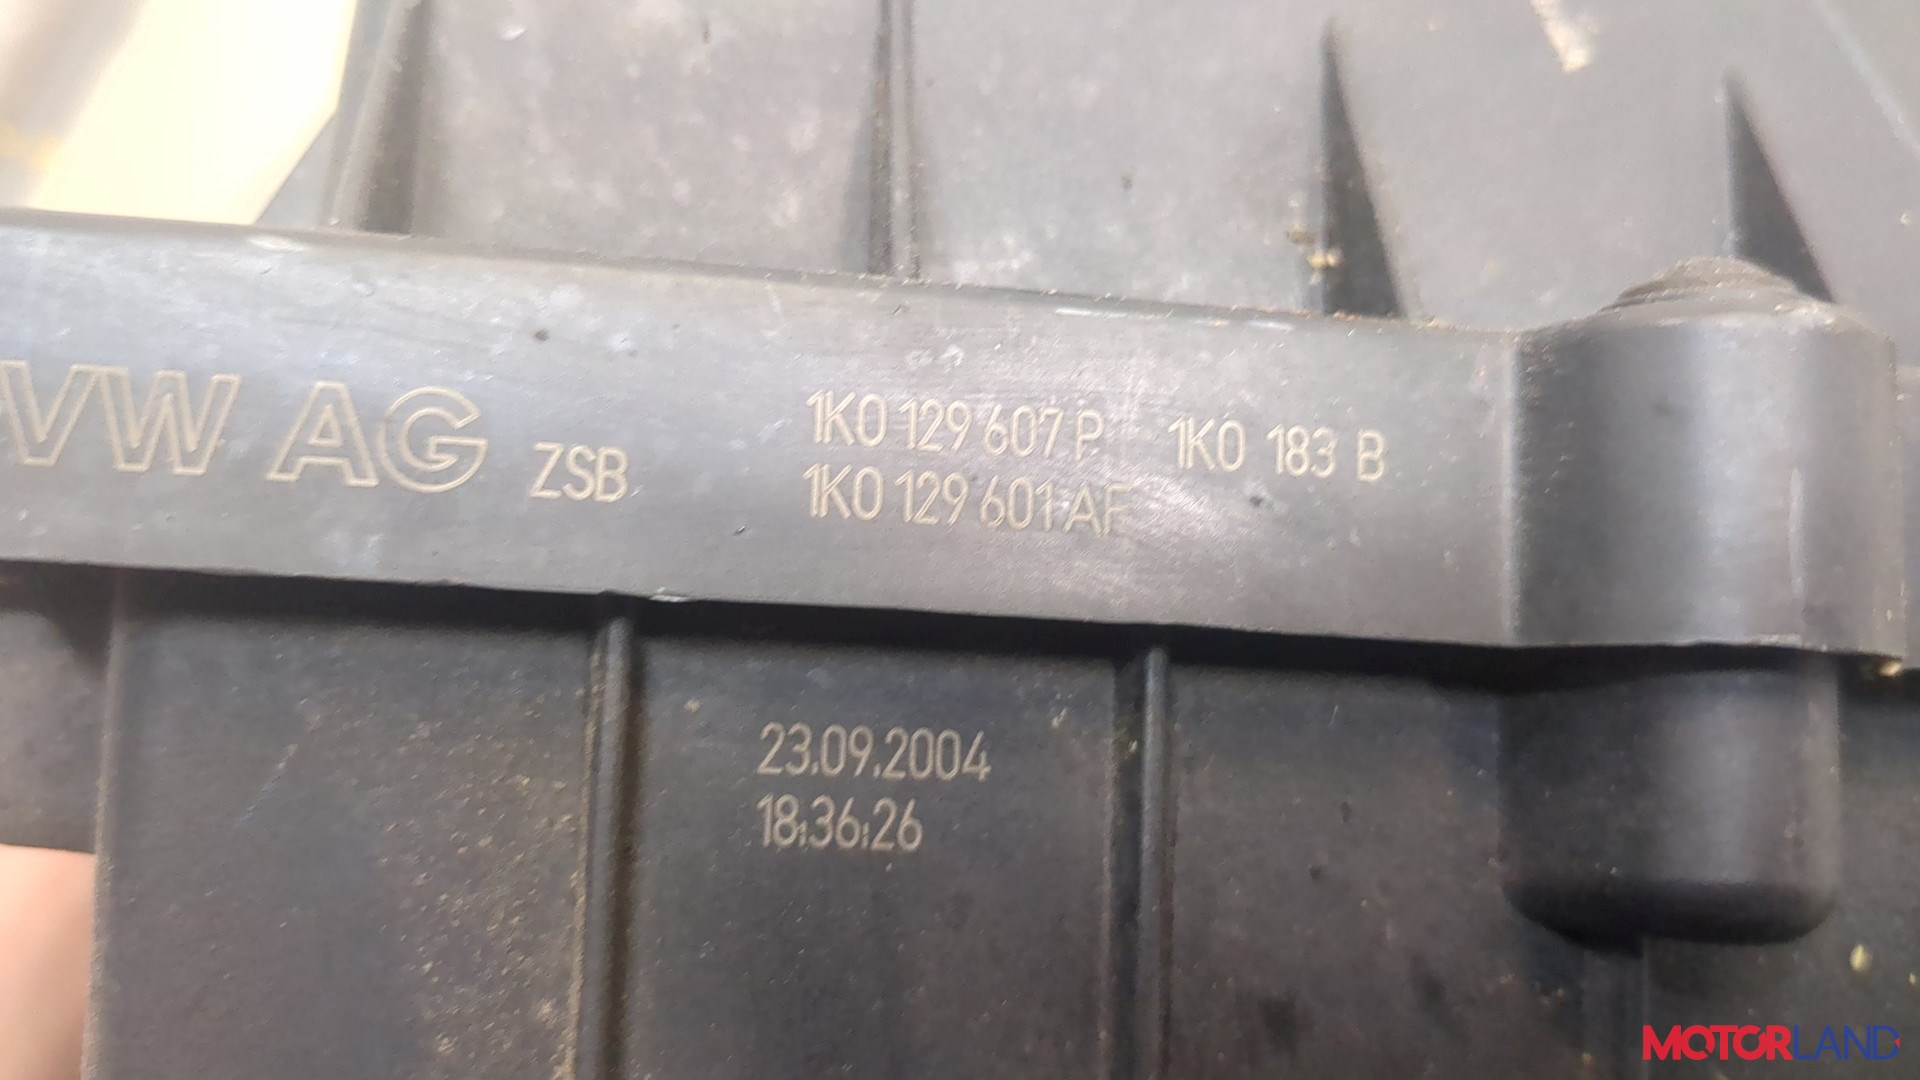 VW AG ZSB 1K0 129 607 P 1K0 183 B
1K0 129 601 AF
23.09.2004
18:36:26
MOTORLAND